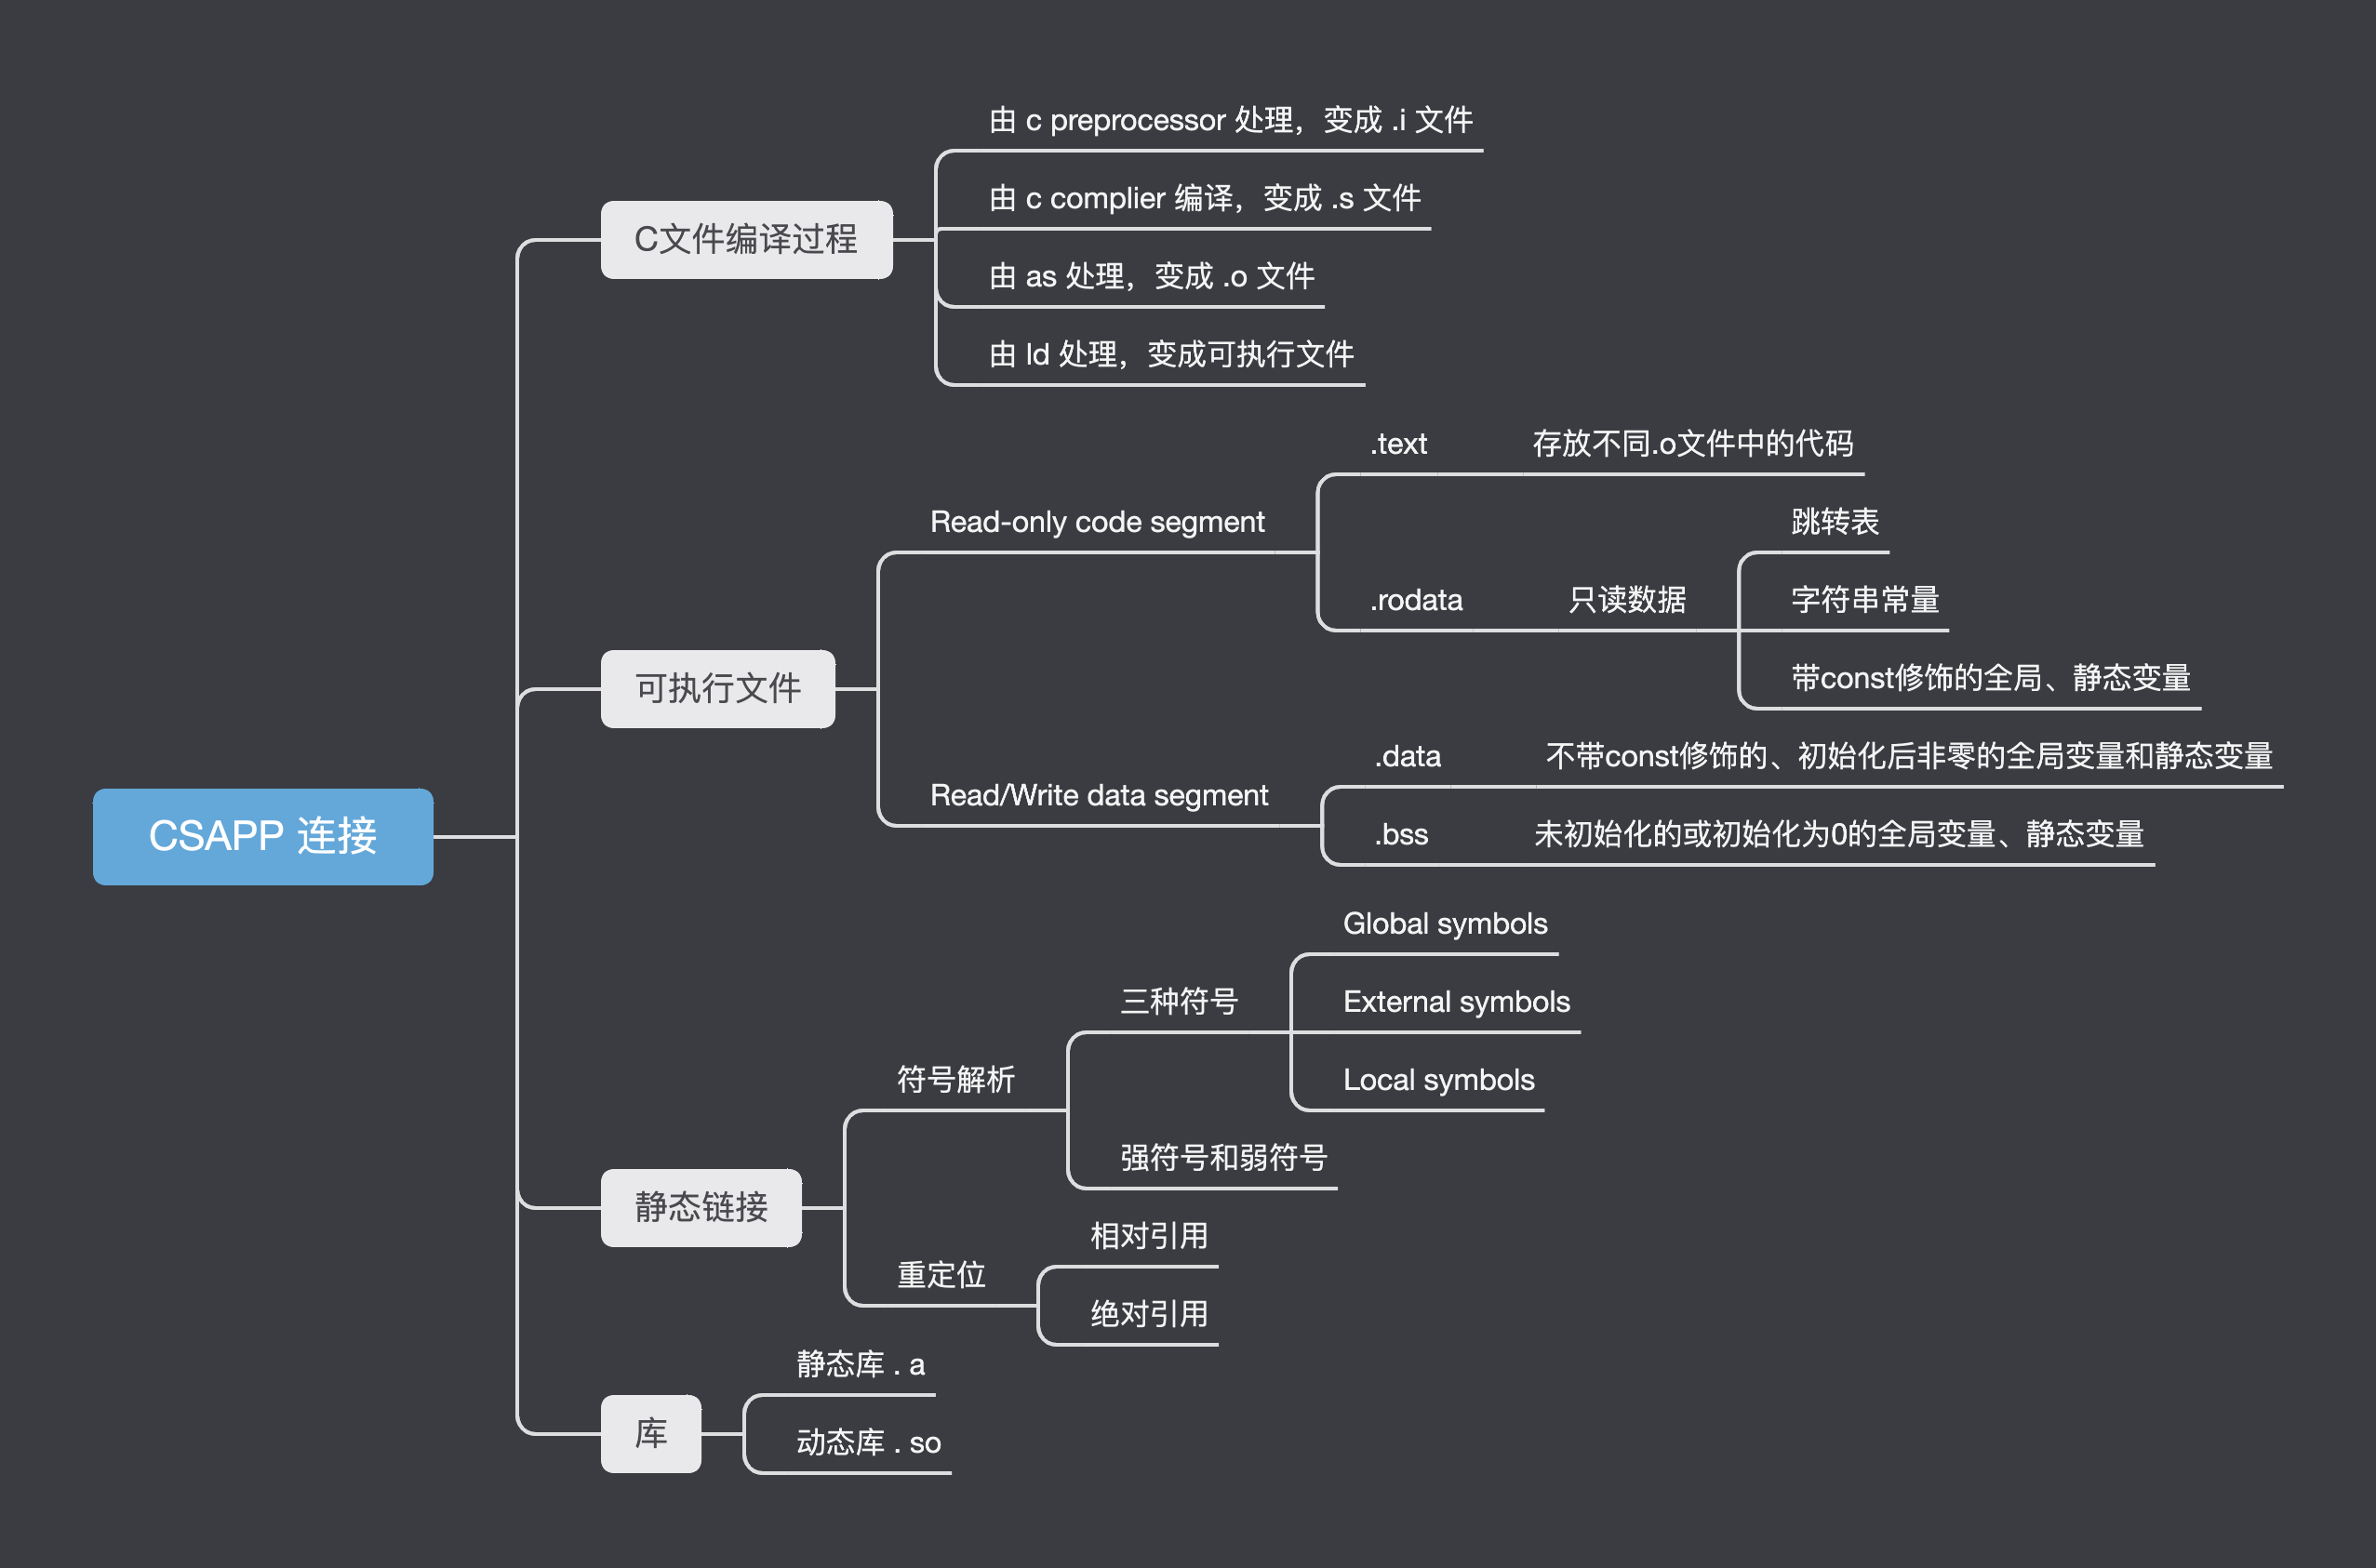 CSAPP 连接
C文件编译过程
由 c preprocessor 处理，变成 .i 文件
由 c complier 编译，变成 .s 文件
由 as 处理，变成 .o 文件
由 ld 处理，变成可执行文件
可执行文件
Read-only code segment
.text
存放不同.o文件中的代码
.rodata
只读数据
跳转表
字符串常量
带const修饰的全局、静态变量
Read/Write data segment
.data
不带const修饰的、初始化后非零的全局变量和静态变量
.bss
未初始化的或初始化为0的全局变量、静态变量
静态链接
符号解析
三种符号
Global symbols
External symbols
Local symbols
强符号和弱符号
重定位
相对引用
绝对引用
库
静态库 . a
动态库 . so